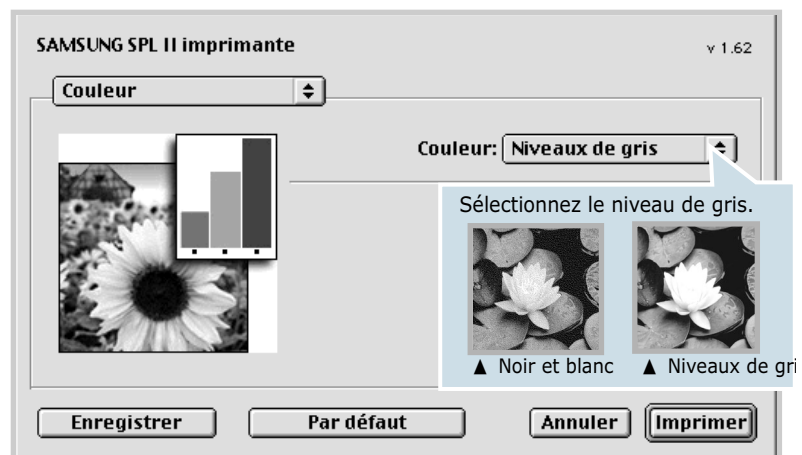 SAMSUNG SPL II imprimante
v 1.62
Couleur
Couleur: Niveaux de gris
Sélectionnez le niveau de gris.
▲ Noir et blanc ▲ Niveaux de gri
Enregistrer Par défaut Annuler Imprimer